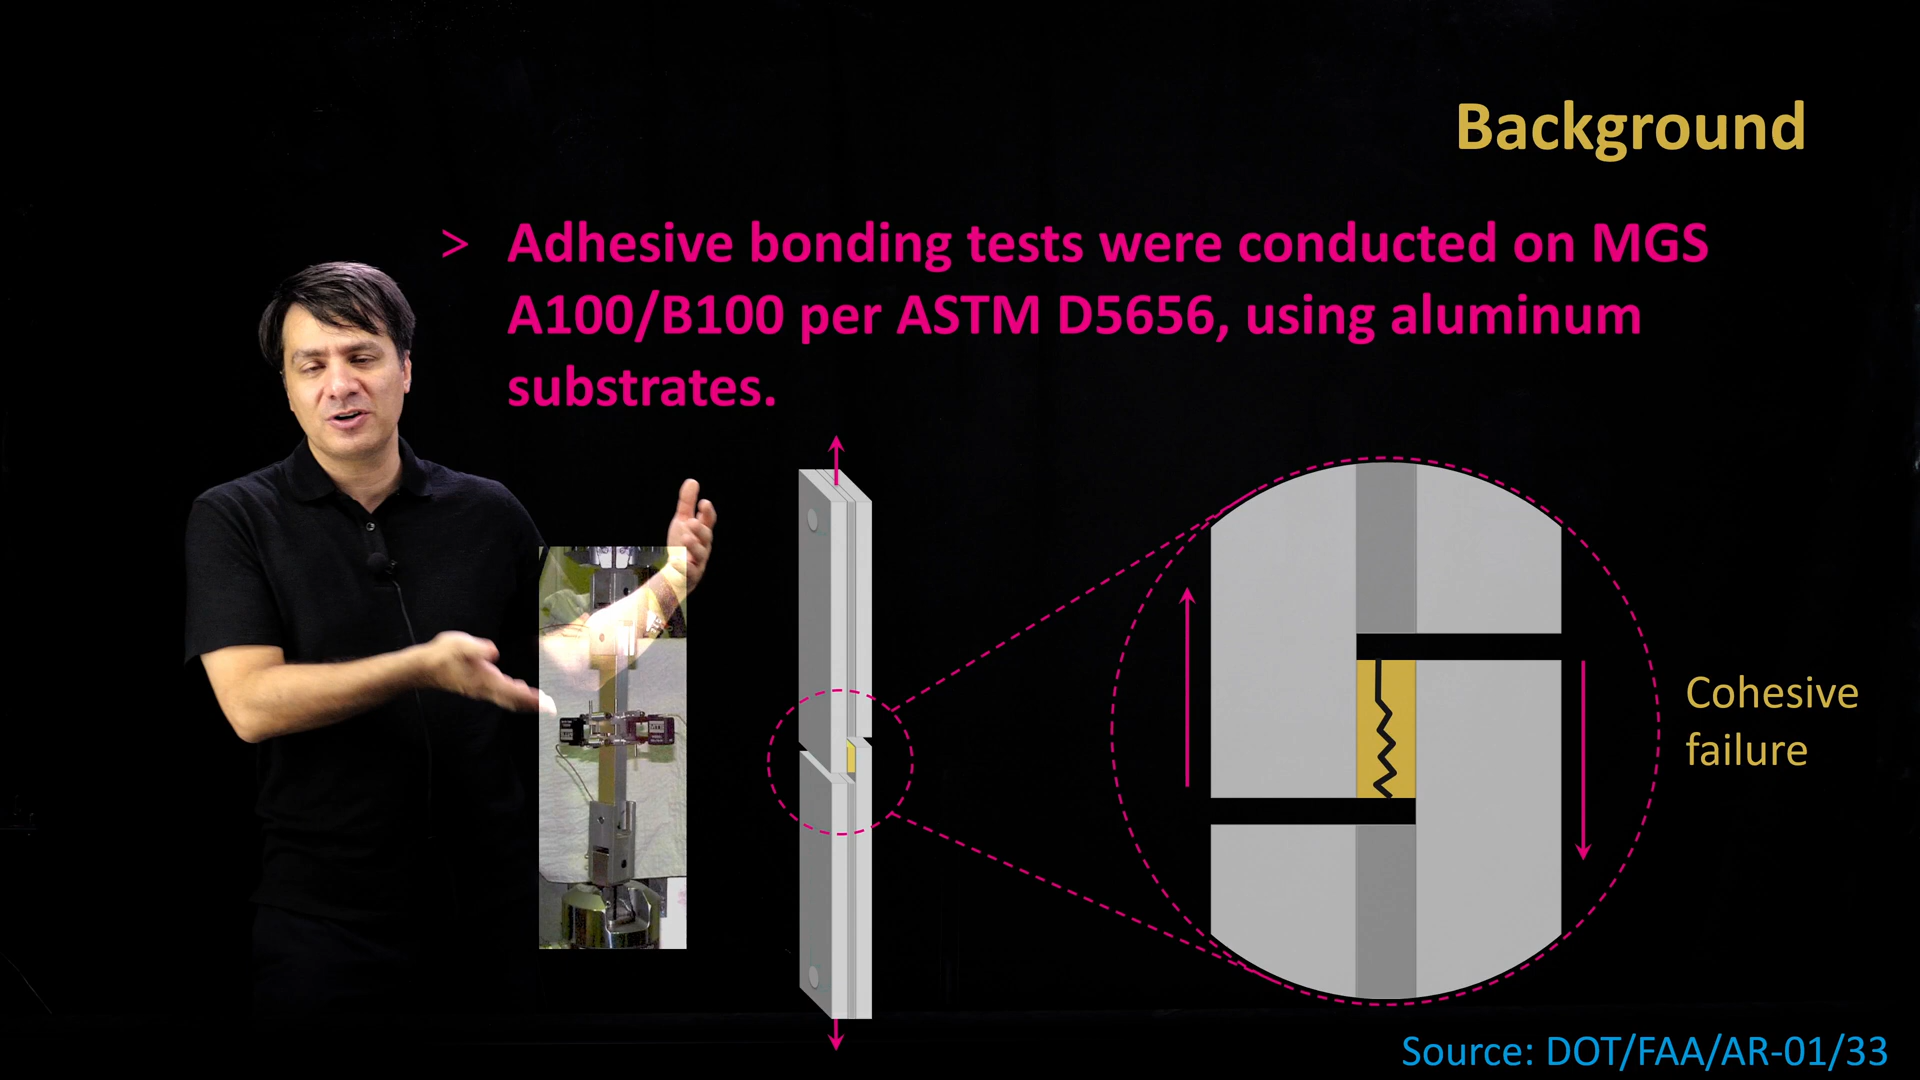 Background
> Adhesive bonding tests were conducted on MGS
A100/B100 per ASTM D5656, using aluminum
substrates.
Cohesive
failure
Source: DOT/FAA/AR-01/33